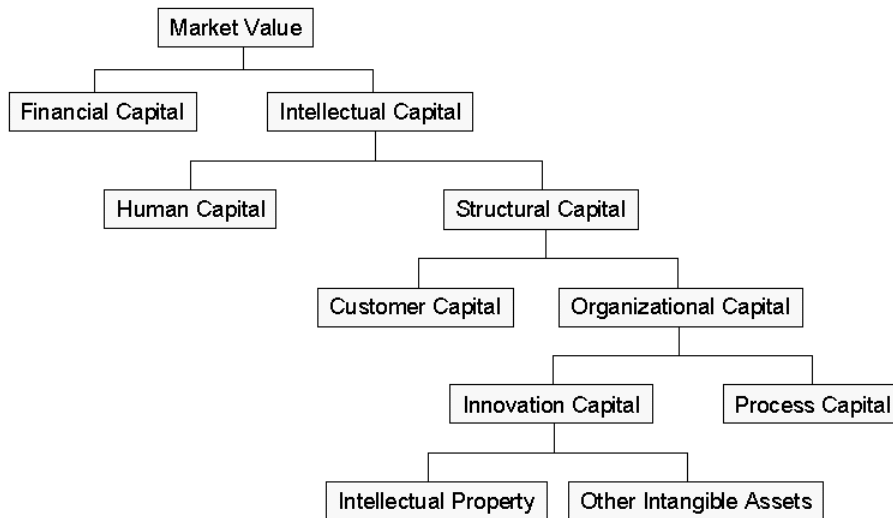 Market Value
Financial Capital
Intellectual Capital
Human Capital
Structural Capital
Customer Capital
Organizational Capital
Innovation Capital
Process Capital
Intellectual Property
Other Intangible Assets